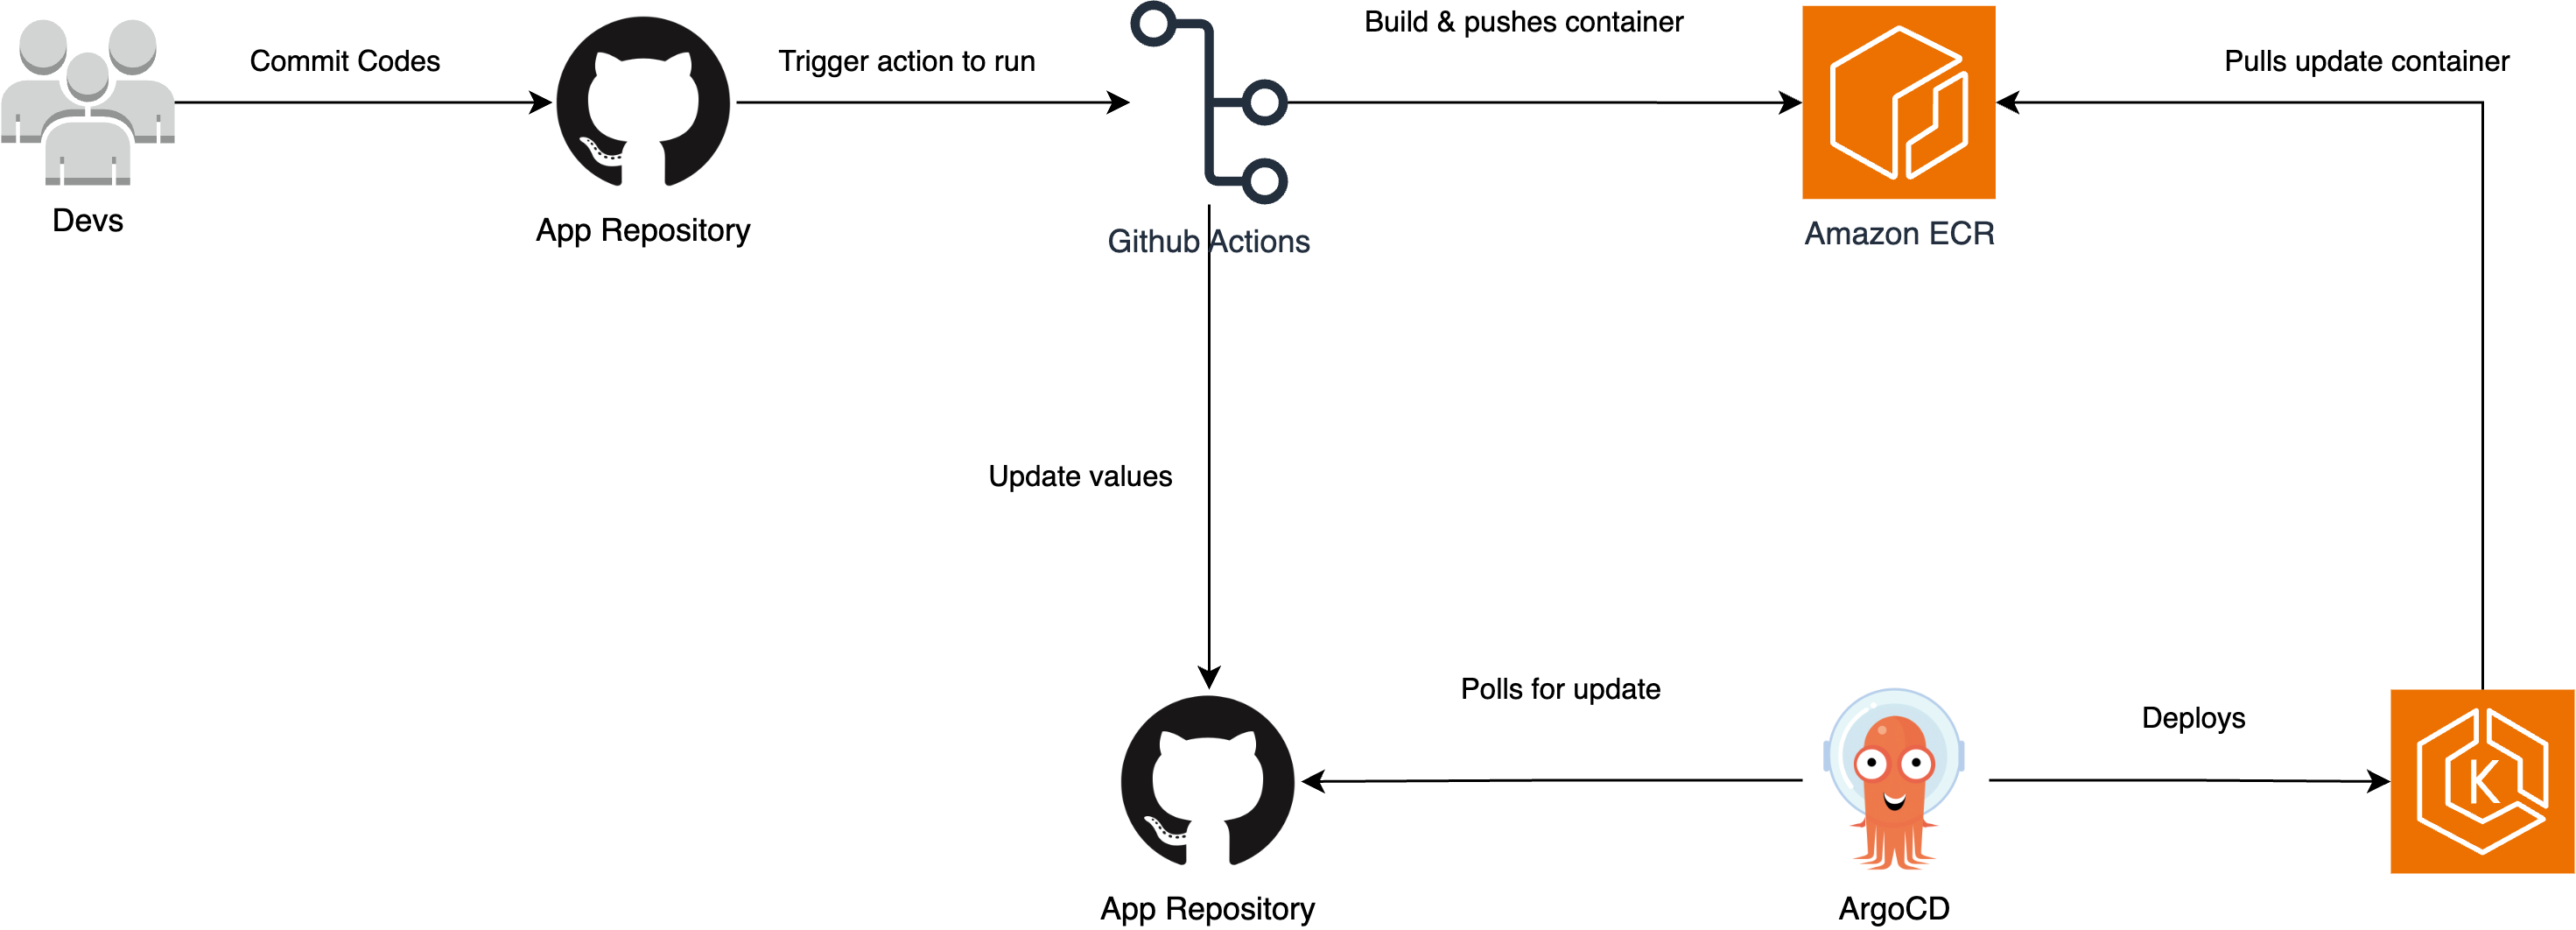 Commit Codes
Trigger action to run
Build & pushes container
Pulls update container
Devs
App Repository
Github Actions
Amazon ECR
Update values
Polls for update
Deploys
K
App Repository
ArgoCD